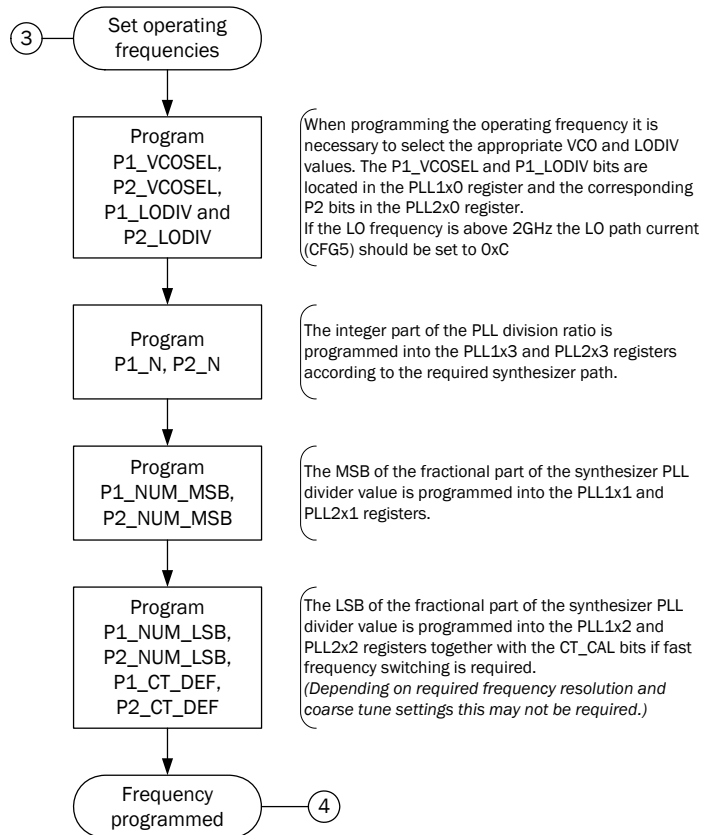 3
Set operating
frequencies
Program
P1_VCOSEL,
P2_VCOSEL,
P1_LODIV and
P2_LODIV
When programming the operating frequency it is
necessary to select the appropriate VCO and LODIV
values. The P1_VCOSEL and P1_LODIV bits are
located in the PLL1x0 register and the corresponding
P2 bits in the PLL2x0 register.
If the LO frequency is above 2GHz the LO path current
(CFG5) should be set to 0xC
Program
P1_N, P2_N
The integer part of the PLL division ratio is
programmed into the PLL1x3 and PLL2x3 registers
according to the required synthesizer path.
Program
P1_NUM_MSB,
P2_NUM_MSB
The MSB of the fractional part of the synthesizer PLL
divider value is programmed into the PLL1x1 and
PLL2x1 registers.
Program
P1_NUM_LSB,
P2_NUM_LSB,
P1_CT_DEF,
P2_CT_DEF
The LSB of the fractional part of the synthesizer PLL
divider value is programmed into the PLL1x2 and
PLL2x2 registers together with the CT_CAL bits if fast
frequency switching is required.
(Depending on required frequency resolution and
coarse tune settings this may not be required.)
Frequency
programmed
4